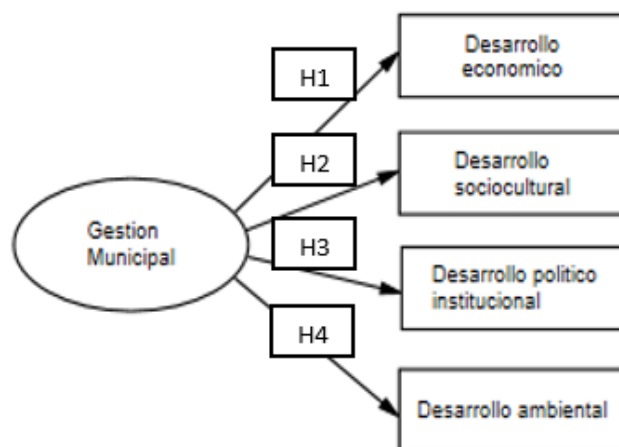 Gestion
Municipal
H1
Desarrollo
economico
H2
Desarrollo
sociocultural
H3
Desarrollo politico
institucional
H4
Desarrollo ambiental